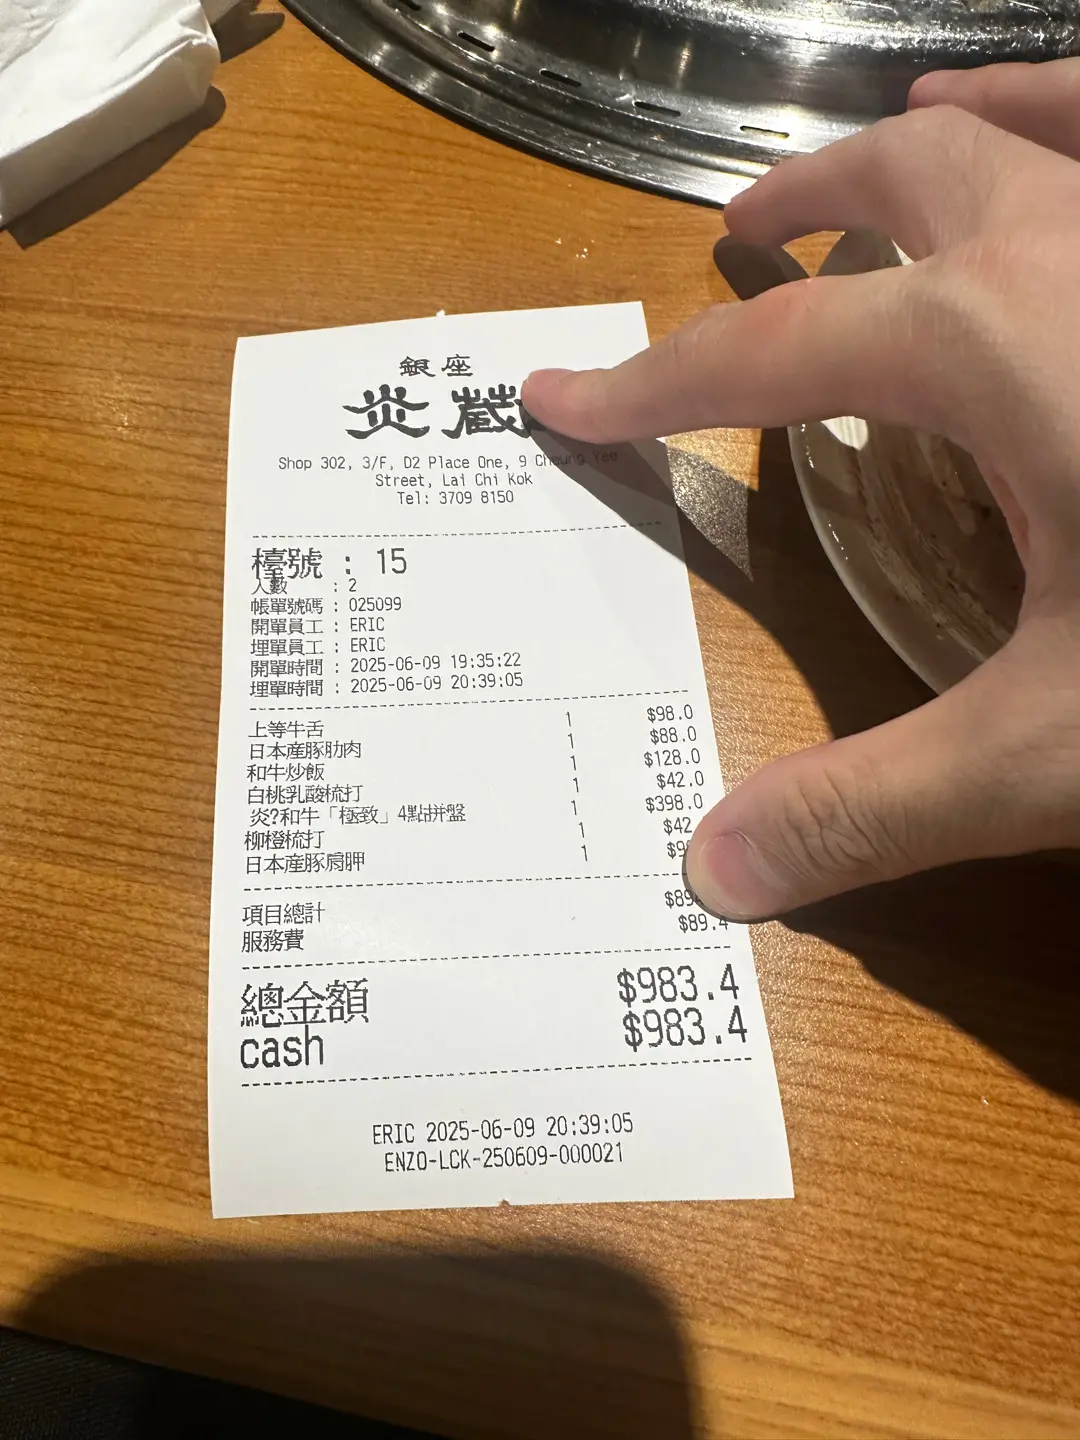 銀座
炎蔵
Shop 302, 3/F, D2 Place One, 9 Cheung Yee
Street, Lai Chi Kok
Tel: 3709 8150
檯號 : 15
人數 : 2
帳單號碼 : 025099
開單員工 : ERIC
埋單員工 : ERIC
開單時間 : 2025-06-09 19:35:22
埋單時間 : 2025-06-09 20:39:05
上等牛舌 1 $98.0
日本產豚肋肉 1 $88.0
和牛炒飯 1 $128.0
白桃乳酸梳打 1 $42.0
炎?和牛「極致」4點拼盤 1 $398.0
柳橙梳打 1 $42
日本產豚肩胛 1
項目總計
服務費 $89.4
總金額 $983.4
cash $983.4
ERIC 2025-06-09 20:39:05
ENZO-LCK-250609-000021